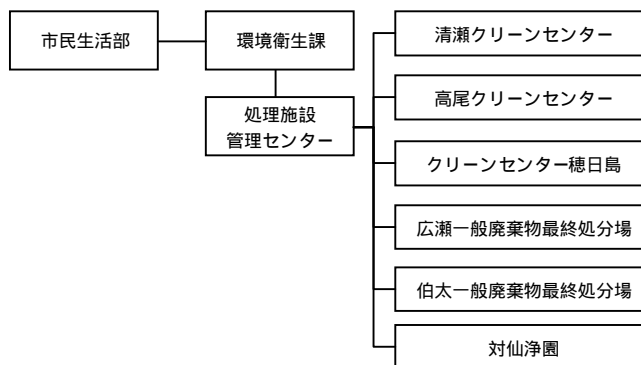 市民生活部
環境衛生課
処理施設
管理センター
清瀬クリーンセンター
高尾クリーンセンター
クリーンセンター穂日島
広瀬一般廃棄物最終処分場
伯太一般廃棄物最終処分場
対仙浄園